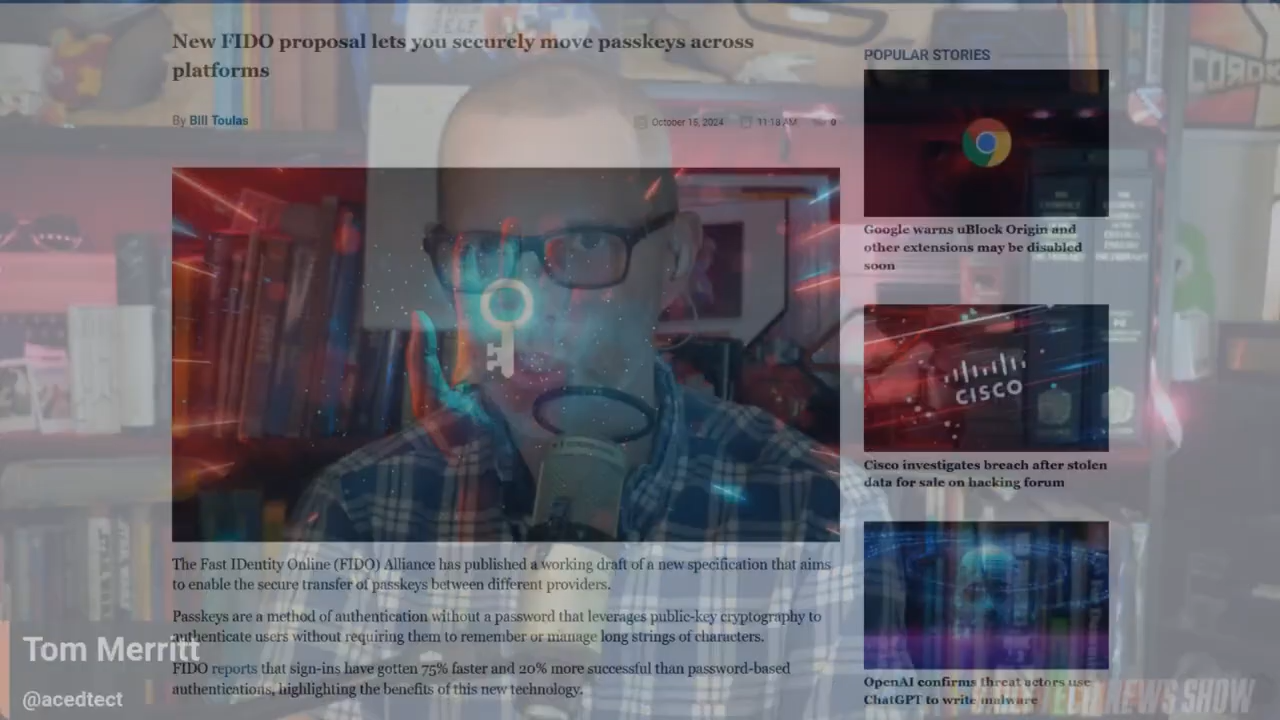 New FIDO proposal lets you securely move passkeys across
platforms
By Bill Toulas
October 15, 2024
11:18 AM
0
The Fast IDentity Online (FIDO) Alliance has published a working draft of a new specification that aims
to enable the secure transfer of passkeys between different providers.
Passkeys are a method of authentication without a password that leverages public-key cryptography to
authenticate users without requiring them to remember or manage long strings of characters.
FIDO reports that sign-ins have gotten 75% faster and 20% more successful than password-based
authentications, highlighting the benefits of this new technology.
POPULAR STORIES
Google warns uBlock Origin and
other extensions may be disabled
soon
CISCO
Cisco investigates breach after stolen
data for sale on hacking forum
OpenAI confirms threat actors use
ChatGPT to write malware
Tom Merritt
@acedtect
DAILY TECH NEWS SHOW